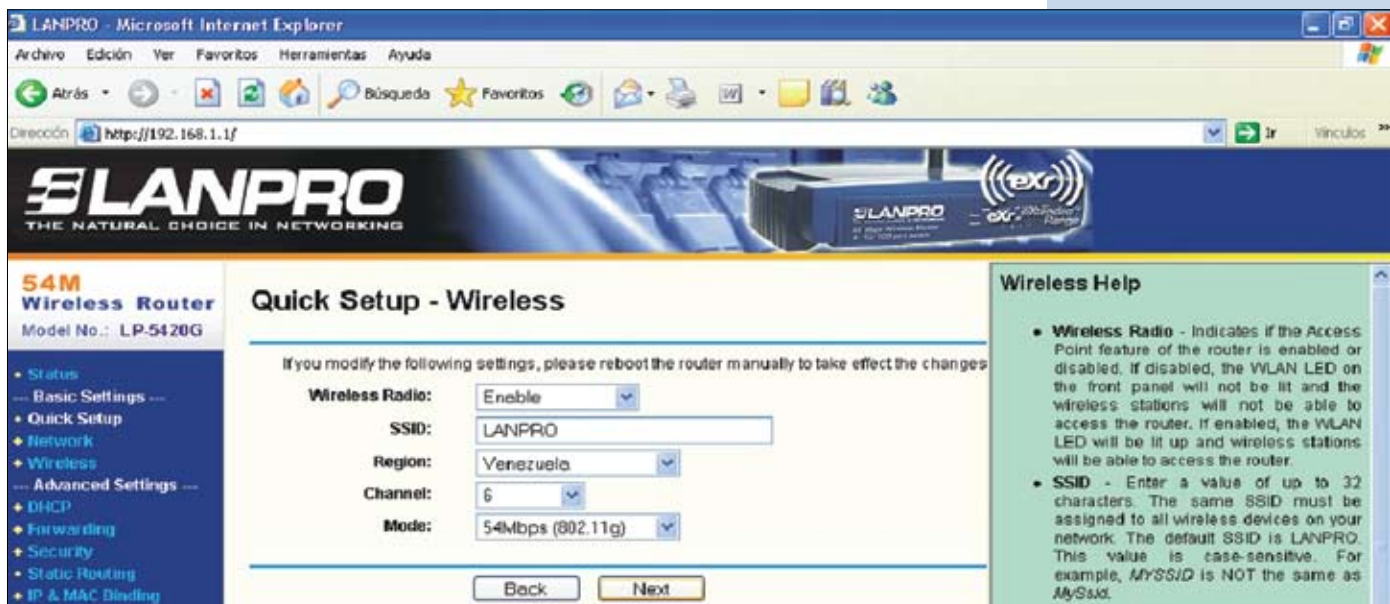 LANPRO - Microsoft Internet Explorer
Archivo Edición Ver Favoritos Herramientas Ayuda
Atrás Búsqueda Favoritos
Dirección http://192.168.1.1/ Ir Vínculos
LANPRO
THE NATURAL CHOICE IN NETWORKING
LANPRO
((eXr))
eXr
Range
54M
Wireless Router
Model No.: LP-5420G
• Status
--- Basic Settings ---
• Quick Setup
+ Network
+ Wireless
--- Advanced Settings ---
+ DHCP
+ Forwarding
+ Security
• Static Routing
+ IP & MAC Binding
Quick Setup - Wireless
If you modify the following settings, please reboot the router manually to take effect the changes
Wireless Radio: Enable
SSID: LANPRO
Region: Venezuela
Channel: 6
Mode: 54Mbps (802.11g)
Back Next
Wireless Help
• Wireless Radio - Indicates if the Access
Point feature of the router is enabled or
disabled. If disabled, the WLAN LED on
the front panel will not be lit and the
wireless stations will not be able to
access the router. If enabled, the WLAN
LED will be lit up and wireless stations
will be able to access the router.
• SSID - Enter a value of up to 32
characters. The same SSID must be
assigned to all wireless devices on your
network. The default SSID is LANPRO.
This value is case-sensitive. For
example, MYSSID is NOT the same as
MySsid.